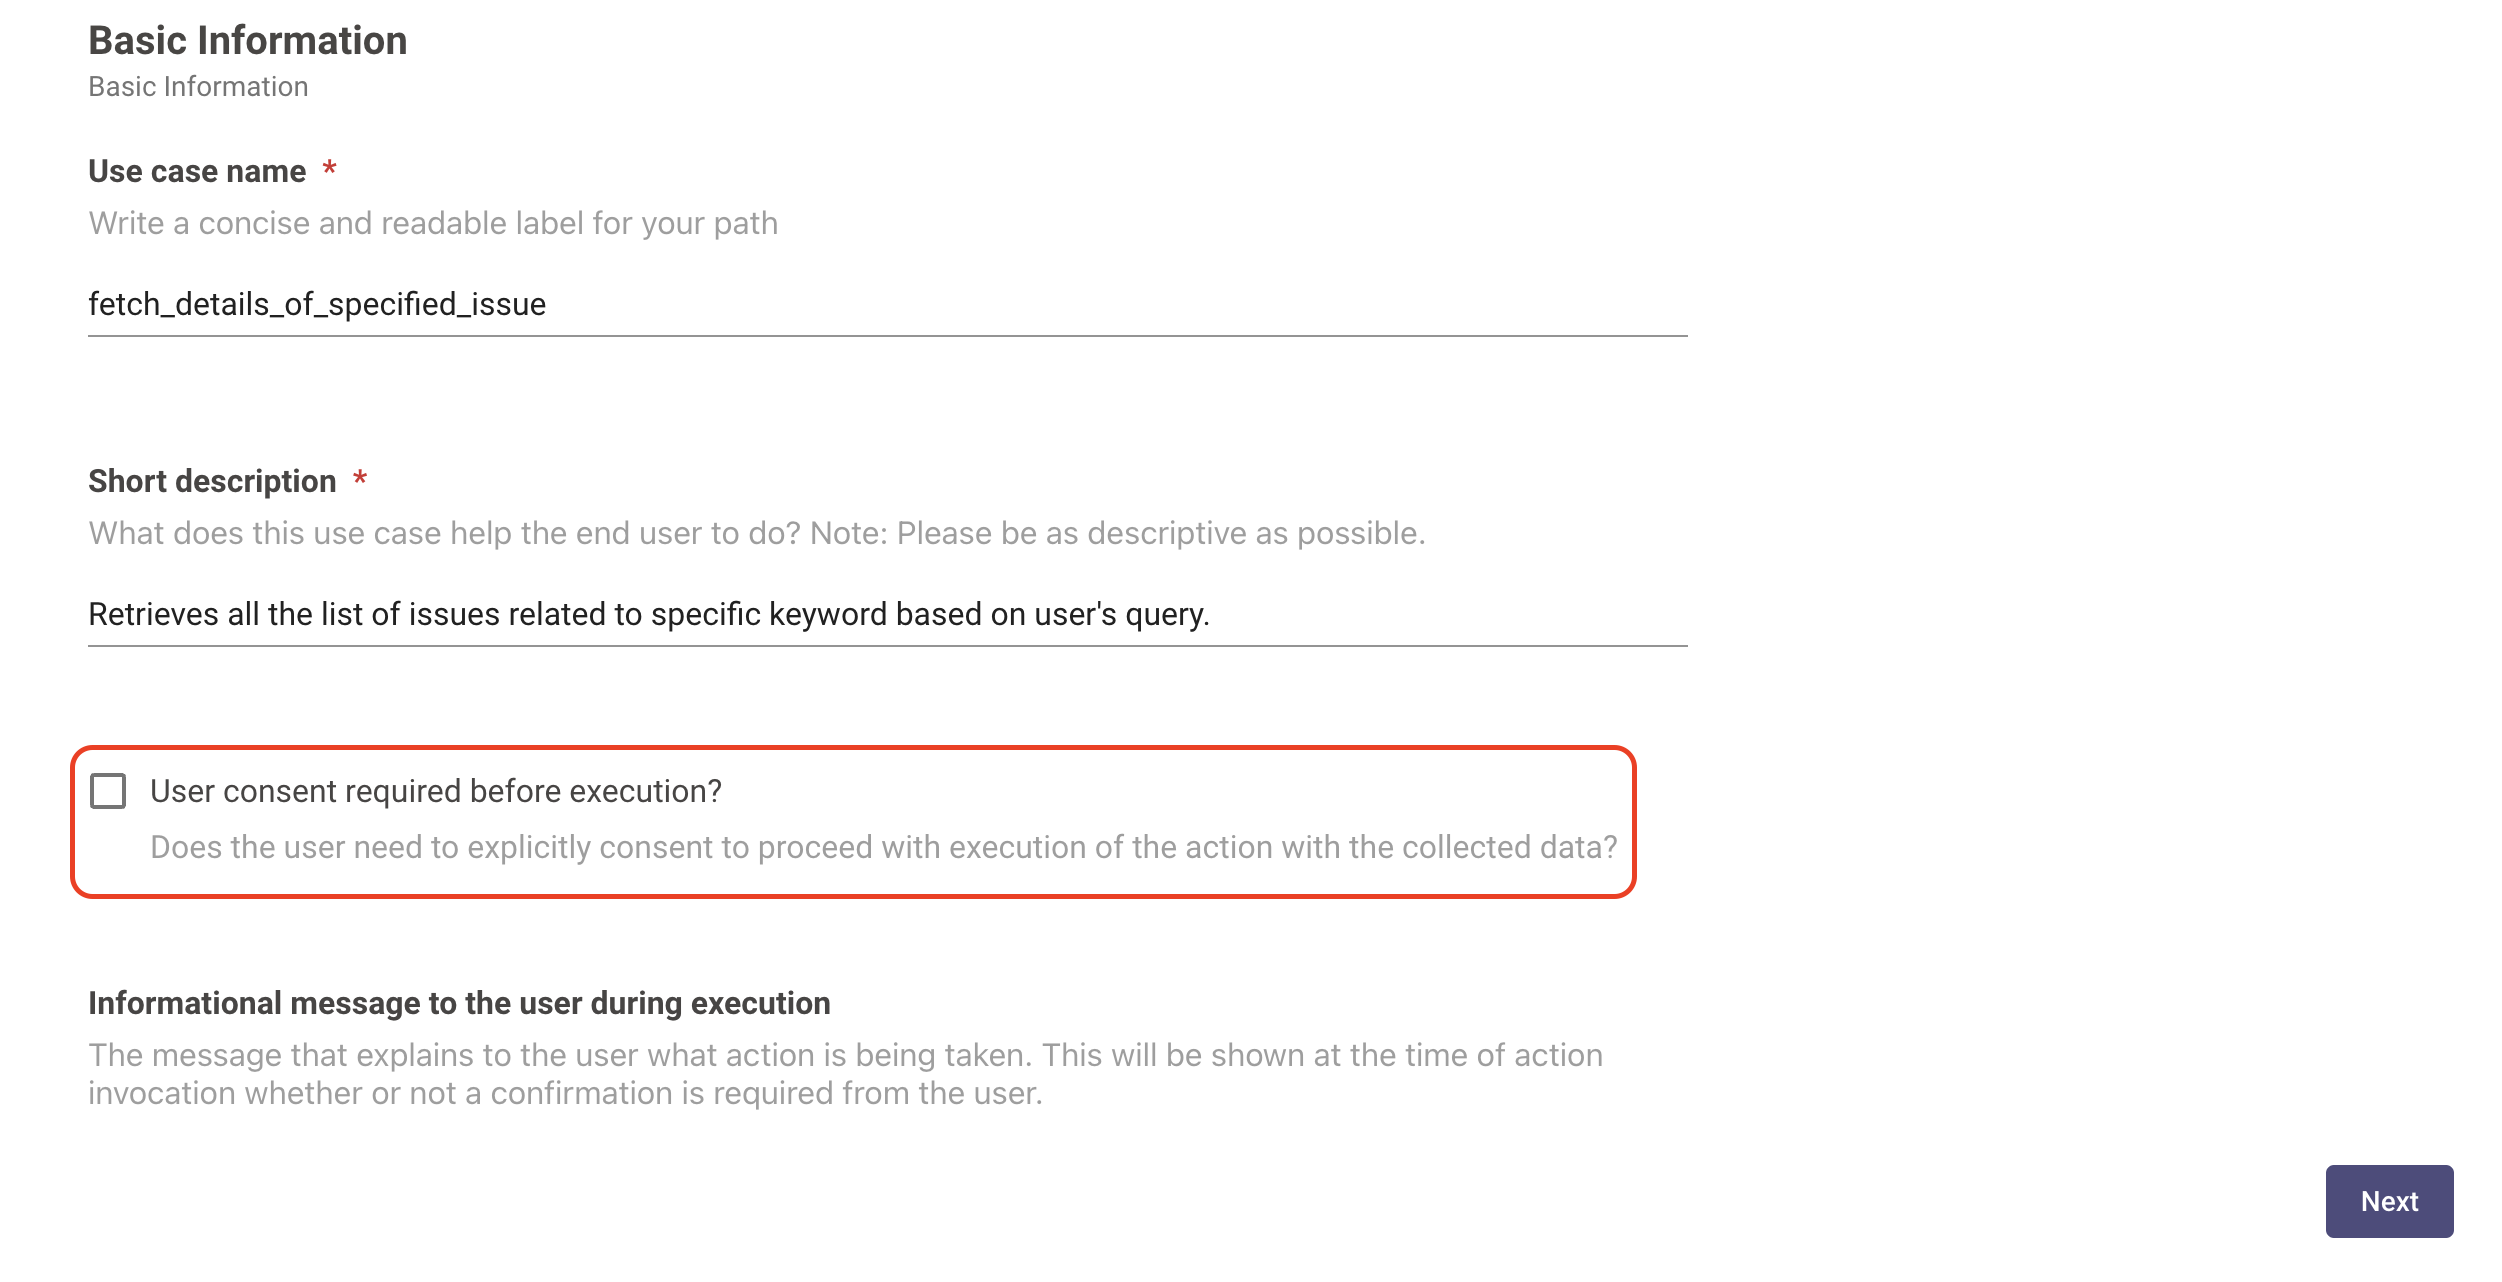 Basic Information
Basic Information
Use case name *
Write a concise and readable label for your path
fetch_details_of_specified_issue
Short description *
What does this use case help the end user to do? Note: Please be as descriptive as possible.
Retrieves all the list of issues related to specific keyword based on user's query.
User consent required before execution?
Does the user need to explicitly consent to proceed with execution of the action with the collected data?
Informational message to the user during execution
The message that explains to the user what action is being taken. This will be shown at the time of action
invocation whether or not a confirmation is required from the user.
Next